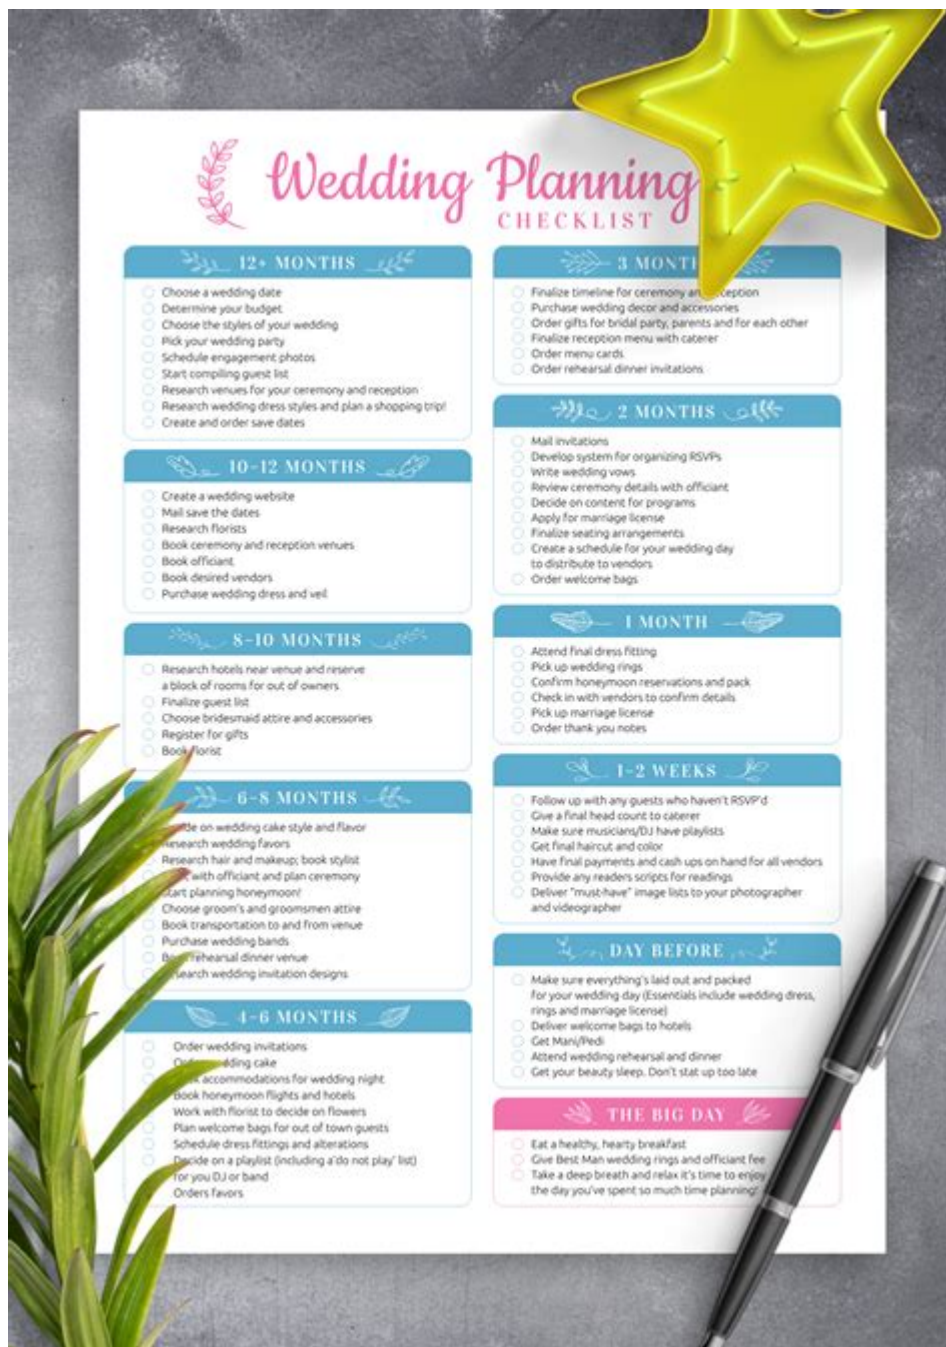 Wedding Planning
CHECKLIST
12+ MONTHS
Choose a wedding date
Determine your budget
Choose the styles of your wedding
Pick your wedding party
Schedule engagement photos
Start compiling guest list
Research venues for your ceremony and reception
Research wedding dress styles and plan a shopping trip!
Create and order save dates
10-12 MONTHS
Create a wedding website
Mail save the dates
Research florists
Book ceremony and reception venues
Book officiant
Book desired vendors
Purchase wedding dress and veil
8-10 MONTHS
Research hotels near venue and reserve
a block of rooms for out of owners
Finalize guest list
Choose bridesmaid attire and accessories
Register for gifts
Book florist
6-8 MONTHS
on wedding cake style and flavor
Research wedding favors
Research hair and makeup; book stylist
with officiant and plan ceremony
Start planning honeymoon!
Choose groom's and groomsmen attire
Book transportation to and from venue
Purchase wedding bands
Book rehearsal dinner venue
Research wedding invitation designs
4-6 MONTHS
Order wedding invitations
Order wedding cake
accommodations for wedding night
Book honeymoon flights and hotels
Work with florist to decide on flowers
Plan welcome bags for out of town guests
Schedule dress fittings and alterations
Decide on a playlist (including a'do not play' list)
for you DJ or band
Orders favors
3 MONTHS
Finalize timeline for ceremony and reception
Purchase wedding decor and accessories
Order gifts for bridal party, parents and for each other
Finalize reception menu with caterer
Order menu cards
Order rehearsal dinner invitations
2 MONTHS
Mail invitations
Develop system for organizing RSVPs
Write wedding vows
Review ceremony details with officiant
Decide on content for programs
Apply for marriage license
Finalize seating arrangements
Create a schedule for your wedding day
to distribute to vendors
Order welcome bags
1 MONTH
Attend final dress fitting
Pick up wedding rings
Confirm honeymoon reservations and pack
Check in with vendors to confirm details
Pick up marriage license
Order thank you notes
1-2 WEEKS
Follow up with any guests who haven't RSVP'd
Give a final head count to caterer
Make sure musicians/DJ have playlists
Get final haircut and color
Have final payments and cash ups on hand for all vendors
Provide any readers scripts for readings
Deliver "must-have" image lists to your photographer
and videographer
DAY BEFORE
Make sure everything's laid out and packed
for your wedding day (Essentials include wedding dress,
rings and marriage license)
Deliver welcome bags to hotels
Get Mani/Pedi
Attend wedding rehearsal and dinner
Get your beauty sleep. Don't stat up too late
THE BIG DAY
Eat a healthy, hearty breakfast
Give Best Man wedding rings and officiant fee
Take a deep breath and relax it's time to enjoy
the day you've spent so much time planning!